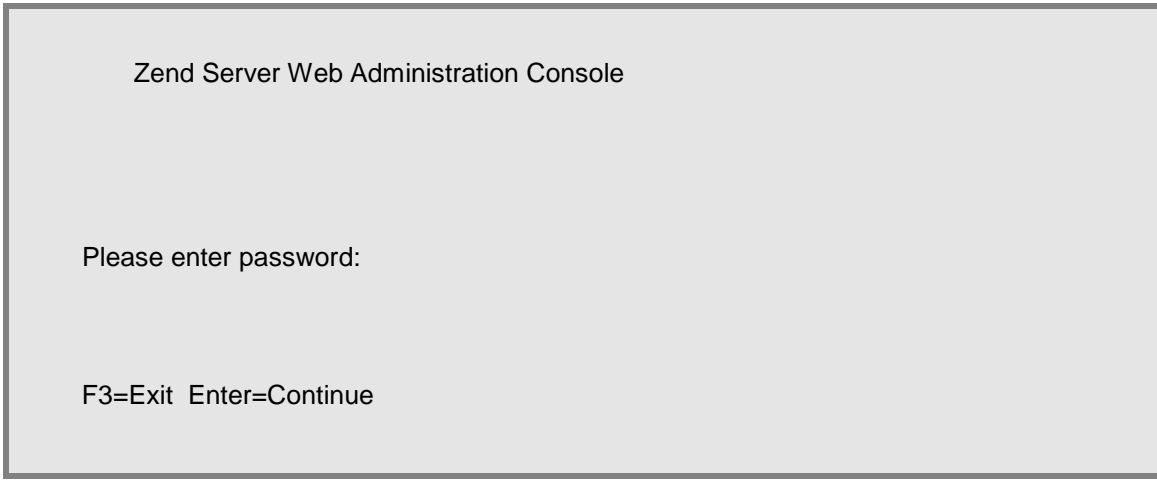 Zend Server Web Administration Console
Please enter password:
F3=Exit  Enter=Continue